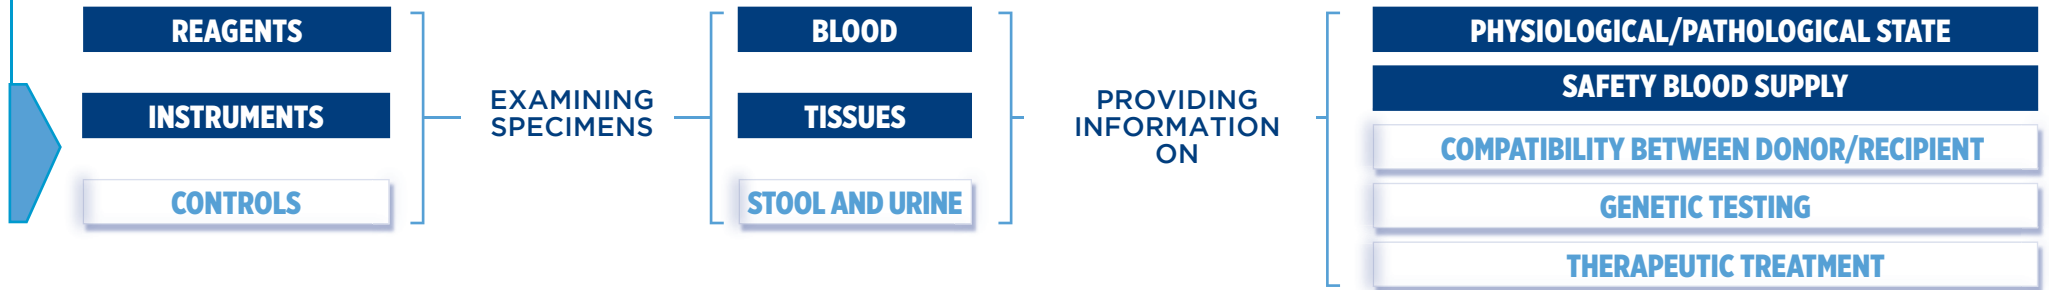 REAGENTS
INSTRUMENTS
CONTROLS
EXAMINING
SPECIMENS
BLOOD
TISSUES
STOOL AND URINE
PROVIDING
INFORMATION
ON
PHYSIOLOGICAL/PATHOLOGICAL STATE
SAFETY BLOOD SUPPLY
COMPATIBILITY BETWEEN DONOR/RECIPIENT
GENETIC TESTING
THERAPEUTIC TREATMENT